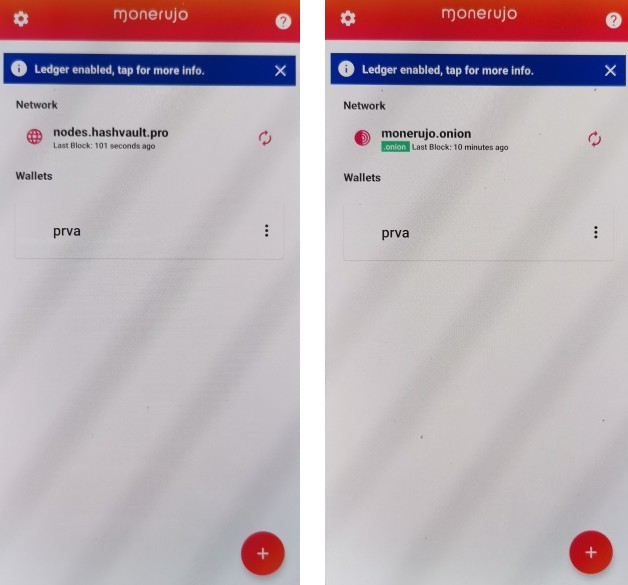 monerujo
Ledger enabled, tap for more info.
Network
nodes.hashvault.pro
Last Block: 101 seconds ago
Wallets
prva
monerujo
Ledger enabled, tap for more info.
Network
monerujo.onion
.onion Last Block: 10 minutes ago
Wallets
prva